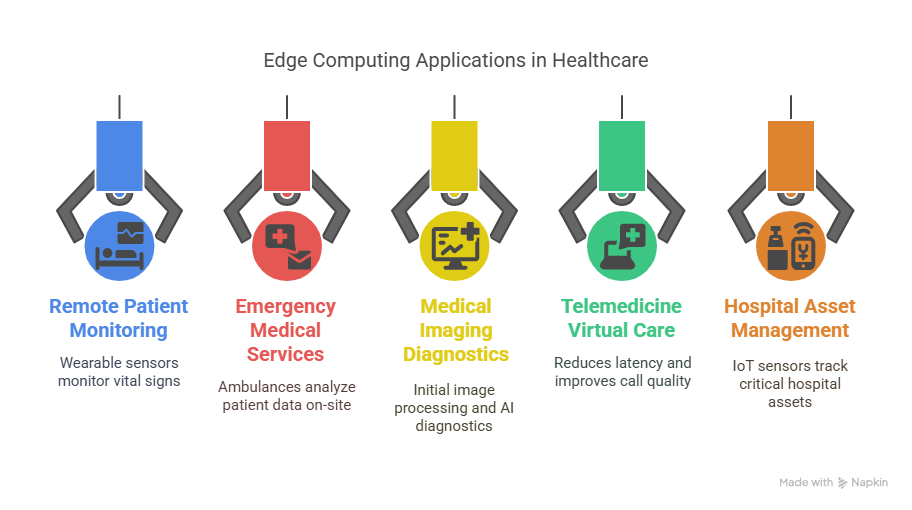 Edge Computing Applications in Healthcare
Remote Patient
Monitoring
Wearable sensors
monitor vital signs
Emergency
Medical
Services
Ambulances analyze
patient data on-site
Medical
Imaging
Diagnostics
Initial image
processing and AI
diagnostics
Telemedicine
Virtual Care
Reduces latency and
improves call quality
Hospital Asset
Management
IoT sensors track
critical hospital
assets
Made with Napkin